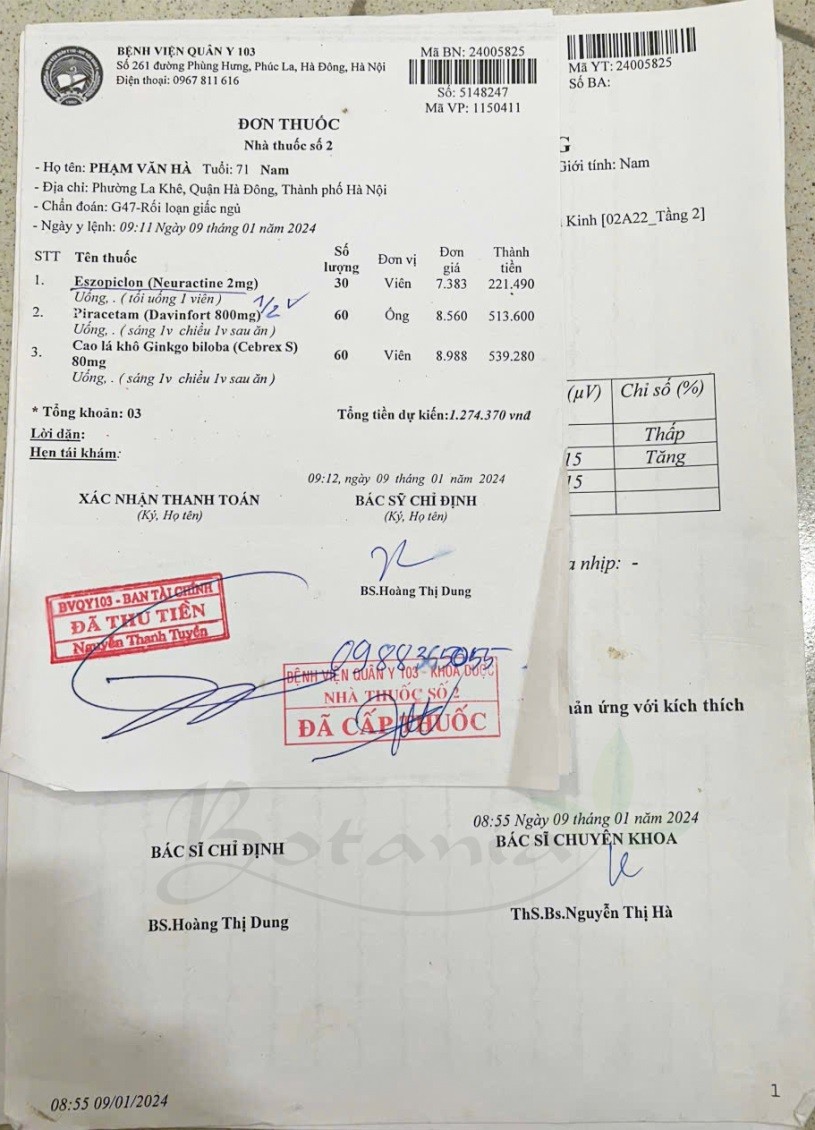 BỆNH VIỆN QUÂN Y 103
Số 261 đường Phùng Hưng, Phúc La, Hà Đông, Hà Nội
Điện thoại: 0967 811 616
Mã BN: 24005825
Số: 5148247
Mã VP: 1150411
ĐƠN THUỐC
Nhà thuốc số 2
- Họ tên: PHẠM VĂN HÀ Tuổi: 71 Nam
- Địa chỉ: Phường La Khê, Quận Hà Đông, Thành phố Hà Nội
- Chẩn đoán: G47-Rối loạn giấc ngủ
- Ngày y lệnh: 09:11 Ngày 09 tháng 01 năm 2024
STT Tên thuốc Số lượng Đơn vị Đơn giá Thành tiền
1. Eszopiclon (Neuractine 2mg) 30 Viên 7.383 221.490
Uống, . ( tối uống 1 viên ) 1/2 v
2. Piracetam (Davinfort 800mg) 60 Ống 8.560 513.600
Uống, . ( sáng 1v chiều 1v sau ăn )
3. Cao lá khô Ginkgo biloba (Cebrex S) 80mg 60 Viên 8.988 539.280
Uống, . ( sáng 1v chiều 1v sau ăn )
* Tổng khoản: 03 Tổng tiền dự kiến:1.274.370 vnđ
Lời dặn:
Hẹn tái khám:
09:12, ngày 09 tháng 01 năm 2024
XÁC NHẬN THANH TOÁN BÁC SỸ CHỈ ĐỊNH
(Ký, Họ tên) (Ký, Họ tên)
BS.Hoàng Thị Dung
BVQY103 - BAN TÀI CHÍNH
ĐÃ THU TIỀN
Nguyễn Thanh Tuyển
0988365055
BỆNH VIỆN QUÂN Y 103 - KHOA DƯỢC
NHÀ THUỐC SỐ 2
ĐÃ CẤP THUỐC
Mã YT: 24005825
Số BA:
G
Giới tính: Nam
Kinh [02A22_Tầng 2]
(µV) Chỉ số (%)
Thấp
15 Tăng
15
nhịp: -
ản ứng với kích thích
Botania
08:55 Ngày 09 tháng 01 năm 2024
BÁC SĨ CHỈ ĐỊNH BÁC SĨ CHUYÊN KHOA
BS.Hoàng Thị Dung ThS.Bs.Nguyễn Thị Hà
08:55 09/01/2024
1